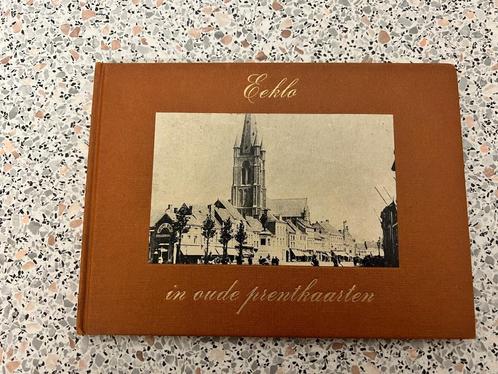 Eeklo
in oude prentkaarten